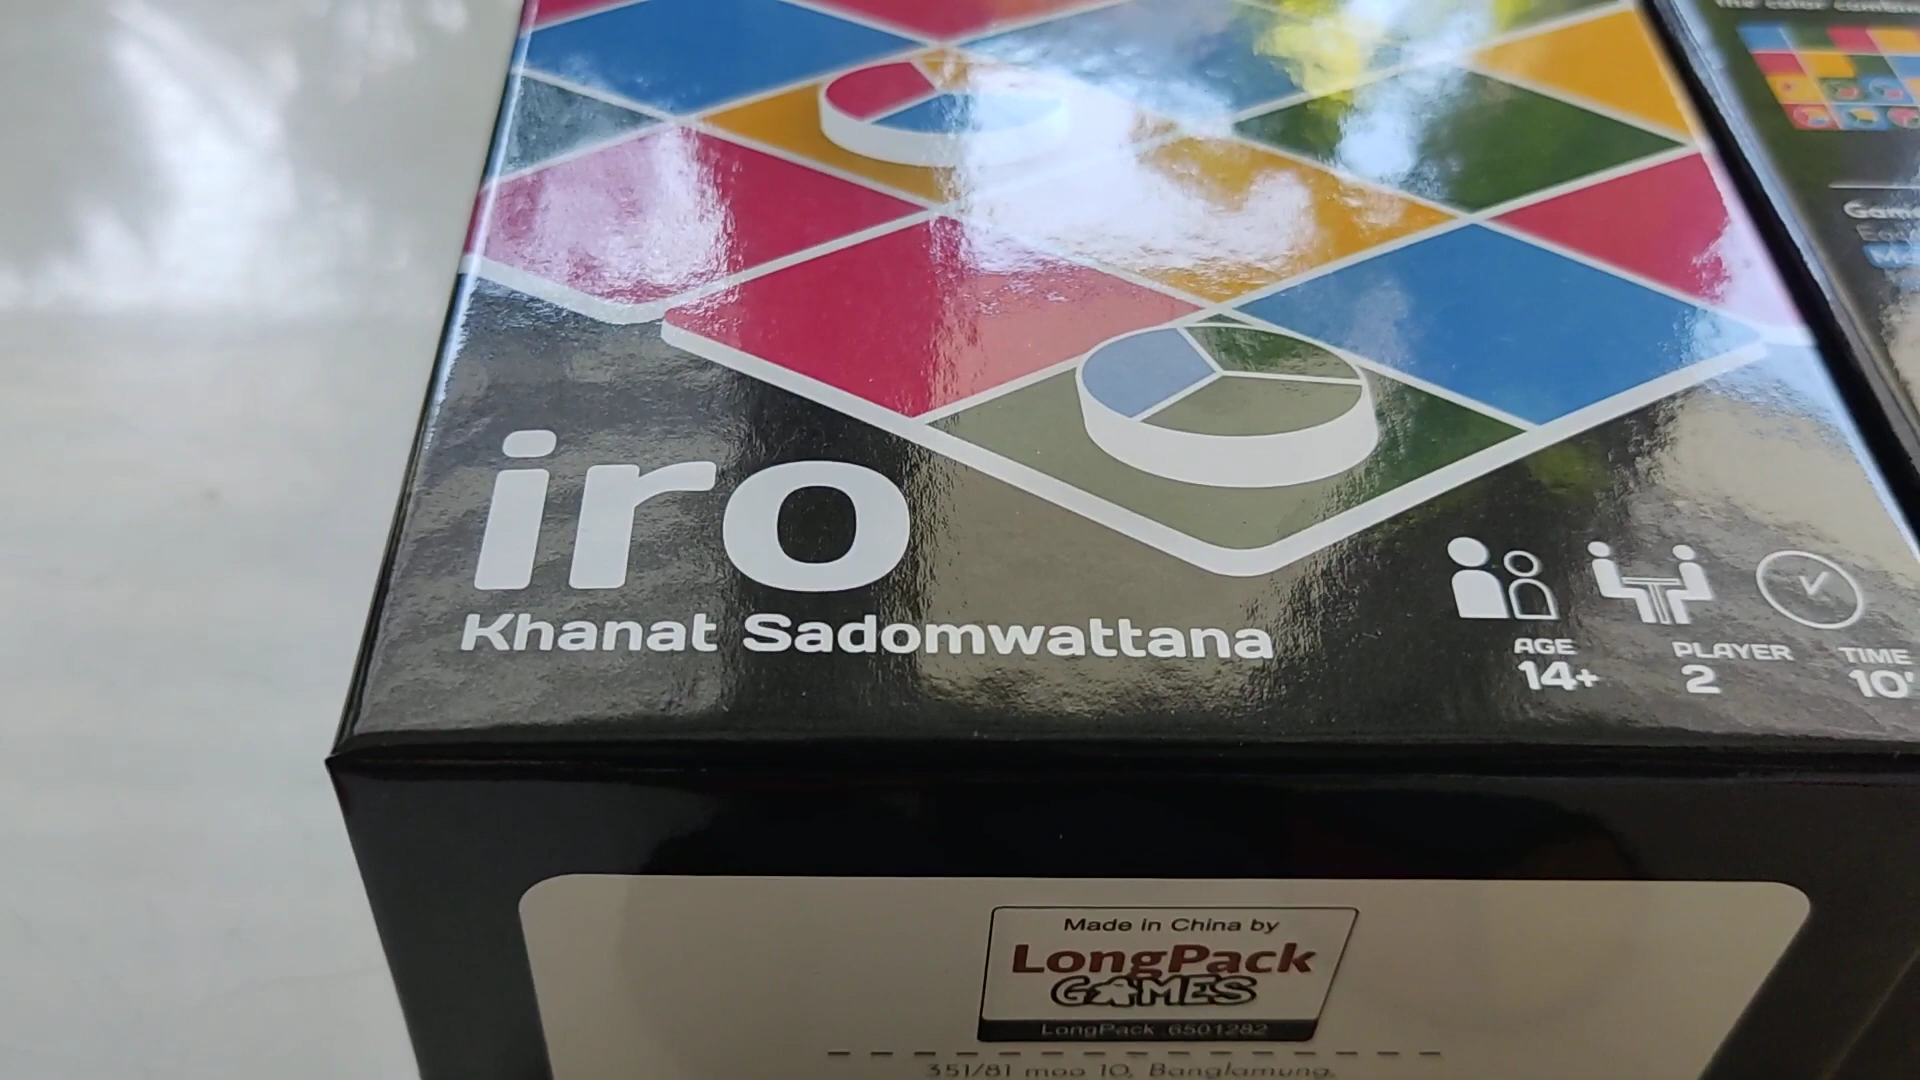 iro
Khanat Sadomwattana
AGE
14+
PLAYER
2
TIME
10'
Made in China by
LongPack
GAMES
LongPack 6501282
351/81 moo 10, Banglamung,